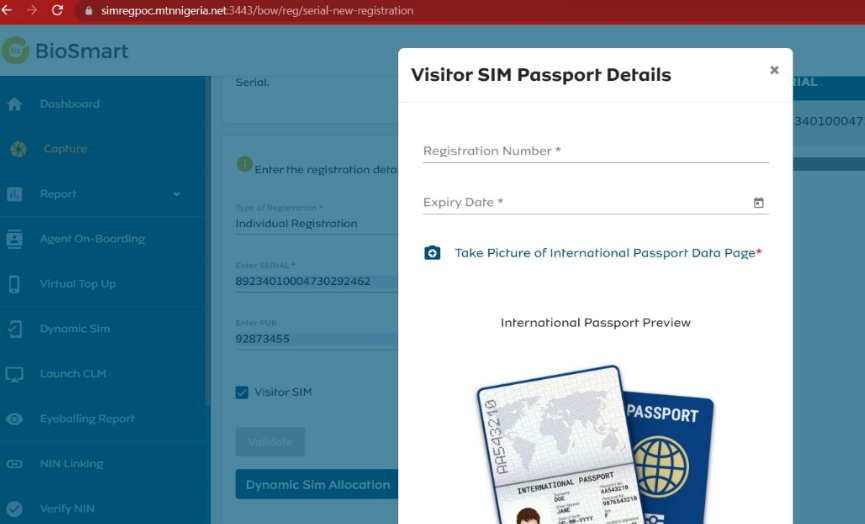 simregpoc.mtnnigeria.net:3443/bow/reg/serial-new-registration
BioSmart
Dashboard
Capture
Report
Agent On-Boarding
Virtual Top Up
Dynamic Sim
Launch CLM
Eyeballing Report
NIN Linking
Verify NIN
Serial.
Enter the registration deta
Type of Registration *
Individual Registration
Enter SERIAL *
89234010004730292462
Enter PUK
92873455
Visitor SIM
Validate
Dynamic Sim Allocation
Visitor SIM Passport Details
×
Registration Number *
Expiry Date *
Take Picture of International Passport Data Page*
International Passport Preview
AA543210
PASSPORT
INTERNATIONAL PASSPORT
DOE
JANE
AA543210
9876543210
F
IAL
340100047